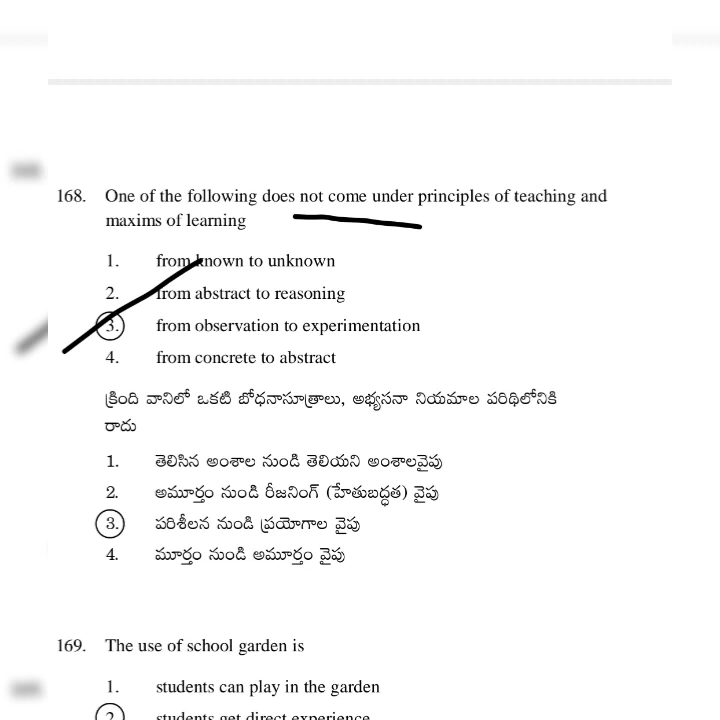 168. One of the following does not come under principles of teaching and
maxims of learning
1. from known to unknown
2. from abstract to reasoning
3. from observation to experimentation
4. from concrete to abstract
క్రింది వానిలో ఒకటి బోధనాసూత్రాలు, అభ్యసనా నియమాల పరిధిలోనికి
రాదు
1. తెలిసిన అంశాల నుండి తెలియని అంశాలవైపు
2. అమూర్తం నుండి రీజనింగ్ (హేతుబద్ధత) వైపు
3. పరిశీలన నుండి ప్రయోగాల వైపు
4. మూర్తం నుండి అమూర్తం వైపు
169. The use of school garden is
1. students can play in the garden
2. students get direct experience